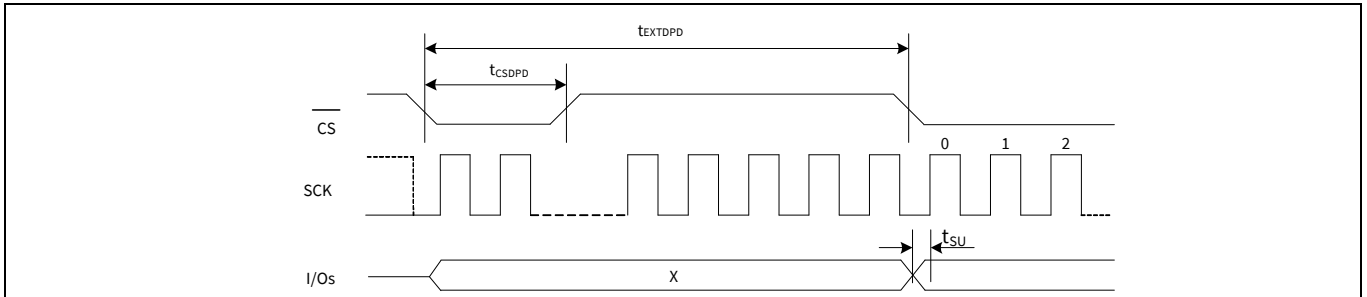 tEXTDPD
tCSDPD
CS
0 1 2
SCK
tSU
I/Os X